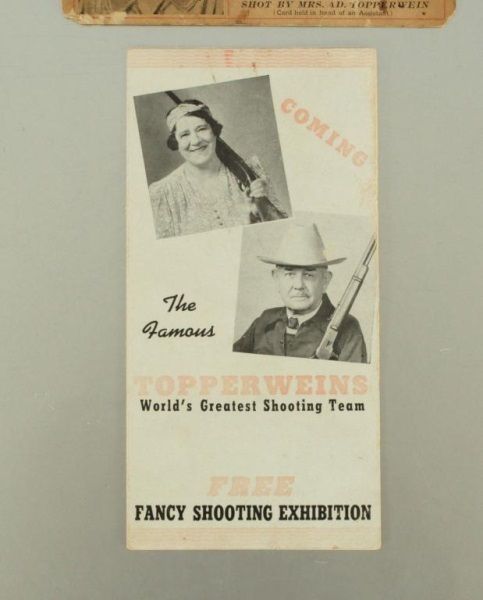 SHOT BY MRS. AD. TOPPERWEIN
(Card held in hand of an Assistant.)
COMING
The
Famous
TOPPERWEINS
World's Greatest Shooting Team
FREE
FANCY SHOOTING EXHIBITION